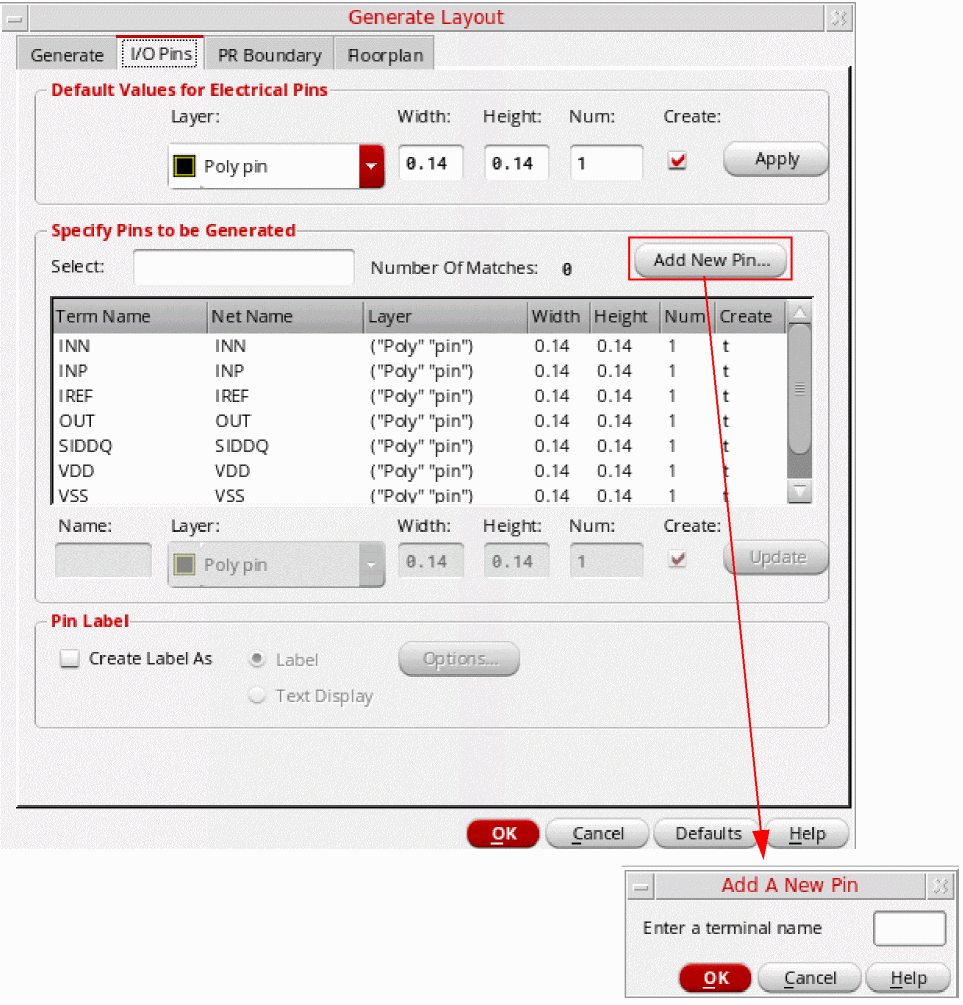 Generate Layout
Generate I/O Pins PR Boundary Floorplan
Default Values for Electrical Pins
Layer: Width: Height: Num: Create:
Poly pin 0.14 0.14 1 Apply
Specify Pins to be Generated
Select: Number Of Matches: 0 Add New Pin...
Term Name Net Name Layer Width Height Num Create
INN INN ("Poly" "pin") 0.14 0.14 1 t
INP INP ("Poly" "pin") 0.14 0.14 1 t
IREF IREF ("Poly" "pin") 0.14 0.14 1 t
OUT OUT ("Poly" "pin") 0.14 0.14 1 t
SIDDQ SIDDQ ("Poly" "pin") 0.14 0.14 1 t
VDD VDD ("Poly" "pin") 0.14 0.14 1 t
VSS VSS ("Poly" "pin") 0.14 0.14 1 t
Name: Layer: Width: Height: Num: Create:
Poly pin 0.14 0.14 1 Update
Pin Label
Create Label As Label Options...
Text Display
OK Cancel Defaults Help
Add A New Pin
Enter a terminal name
OK Cancel Help